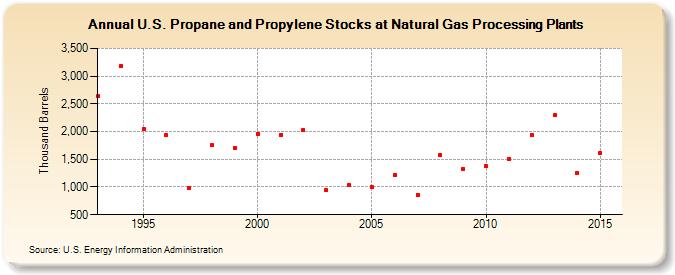 Annual U.S. Propane and Propylene Stocks at Natural Gas Processing Plants
Thousand Barrels
3,500
3,000
2,500
2,000
1,500
1,000
500
1995 2000 2005 2010 2015
Source: U.S. Energy Information Administration